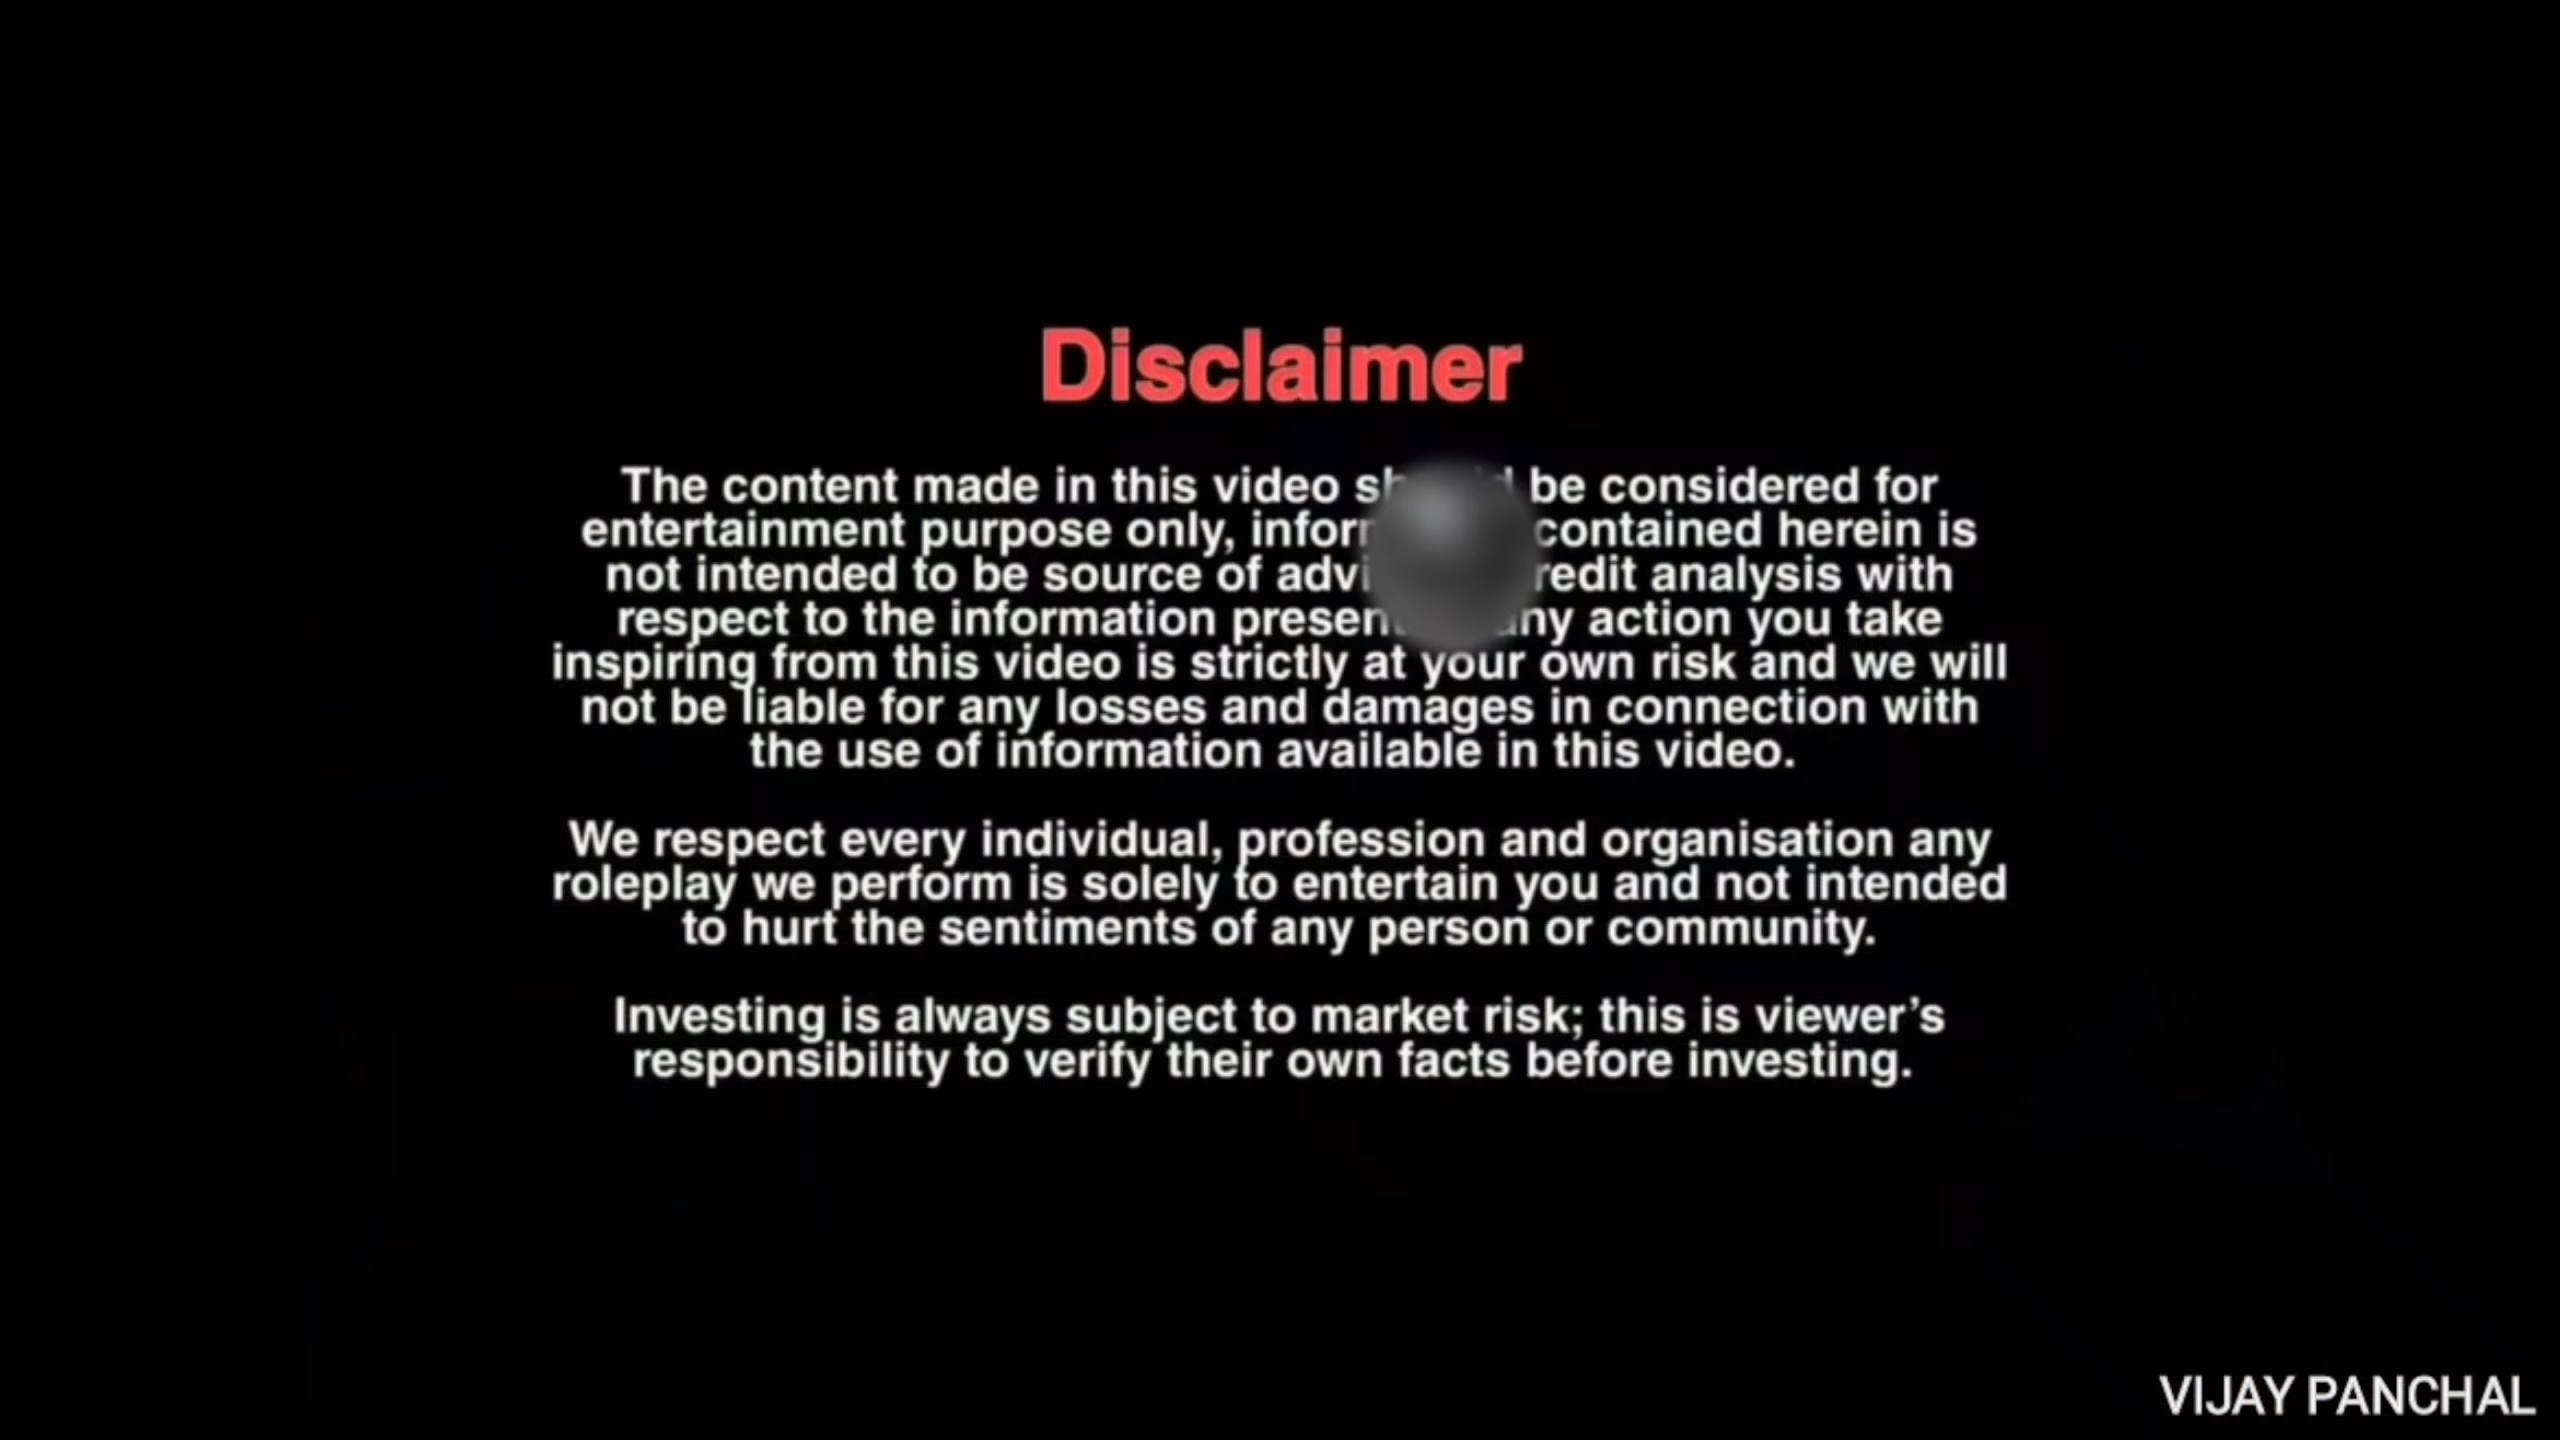 Disclaimer
The content made in this video be considered for
entertainment purpose only, contained herein is
not intended to be source of analysis with
respect to the information action you take
inspiring from this video is strictly at your own risk and we will
not be liable for any losses and damages in connection with
the use of information available in this video.
We respect every individual, profession and organisation any
roleplay we perform is solely to entertain you and not intended
to hurt the sentiments of any person or community.
Investing is always subject to market risk; this is viewer’s
responsibility to verify their own facts before investing.
VIJAY PANCHAL